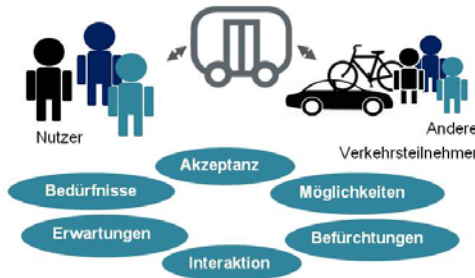 Nutzer
Andere
Verkehrsteilnehmer
Akzeptanz
Bedürfnisse
Möglichkeiten
Erwartungen
Befürchtungen
Interaktion